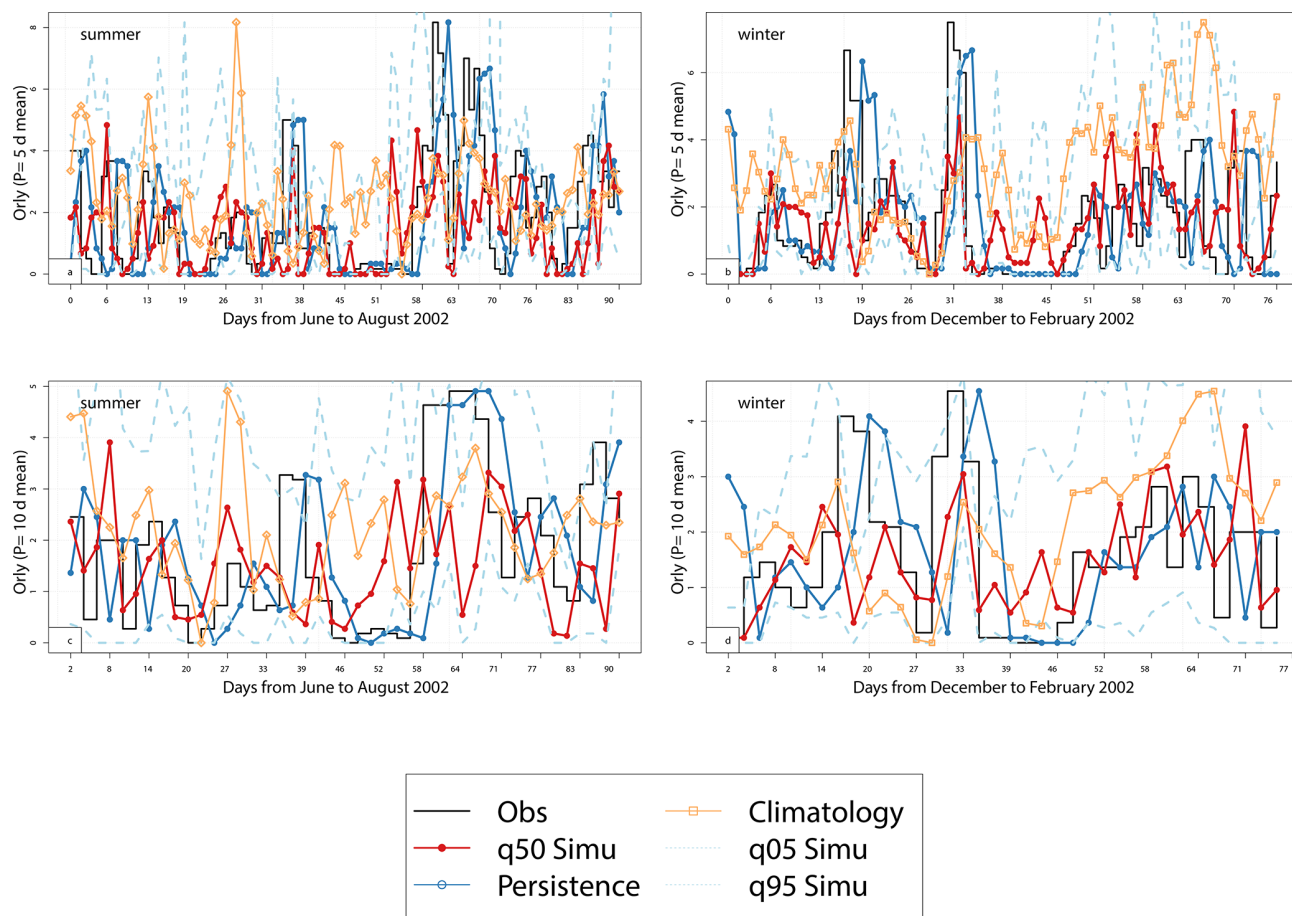 summer
Orly (P= 5 d mean)
0 2 4 6 8
a
0 6 13 19 25 31 38 45 51 57 63 70 76 83 90
Days from June to August 2002
winter
Orly (P= 5 d mean)
0 2 4 6
b
0 6 13 19 26 31 38 45 51 58 63 70 76
Days from December to February 2002
summer
Orly (P= 10 d mean)
0 1 2 3 4 5
c
2 8 14 20 27 33 39 46 52 58 64 71 77 83 90
Days from June to August 2002
winter
Orly (P= 10 d mean)
0 1 2 3 4
d
2 8 14 20 27 33 39 46 52 58 64 71 77
Days from December to February 2002
Obs
Climatology
q50 Simu
q05 Simu
Persistence
q95 Simu